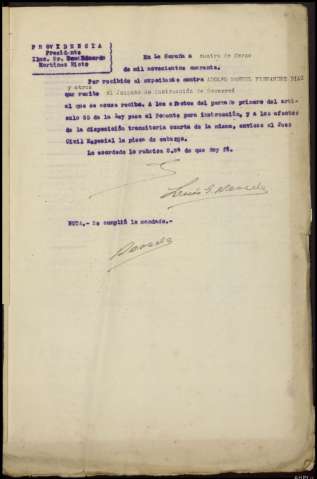 PROVIDENCIA
Presidente
Ilmo. Sr. Don Eduardo
Martínez Nieto
En La Coruña a cuatro de Marzo
de mil novecientos cuarenta.
Por recibido el expediente contra ADOLFO MANUEL FERNANDEZ DIAZ
y otros
que remite el Juzgado de Instrucción de
al que se acusa recibo. A los efectos del párrafo primero del artí-
culo 55 de la Ley pase al Ponente para instrucción, y a los efectos
de la disposición transitoria cuarta de la misma, envíese al Juez
Civil Especial la pieza de embargo.
Lo acordado lo rubrica S.Sª de que doy fé.
NOTA.- Se cumplió lo mandado.-